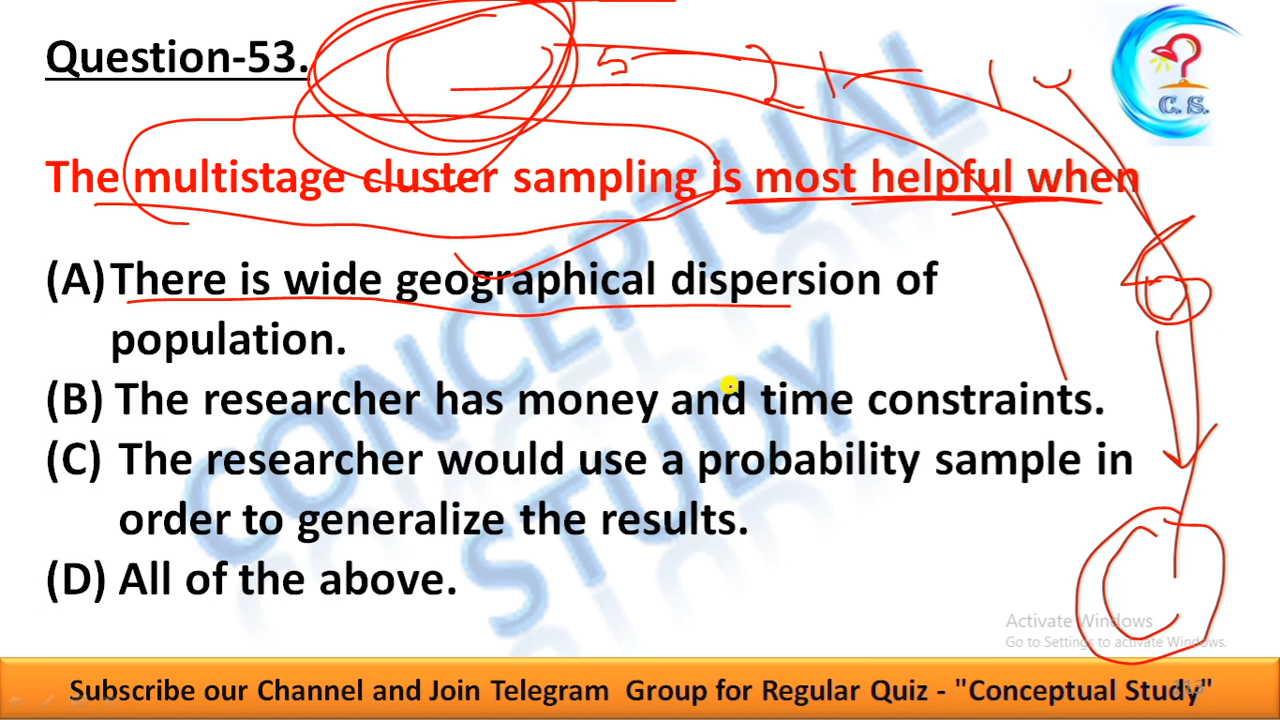 Question-53.
C. S.
The multistage cluster sampling is most helpful when
(A) There is wide geographical dispersion of
population.
(B) The researcher has money and time constraints.
(C) The researcher would use a probability sample in
order to generalize the results.
(D) All of the above.
CONCEPTUAL
STUDY
Activate Windows
Go to Settings to activate Windows.
Subscribe our Channel and Join Telegram Group for Regular Quiz - "Conceptual Study"